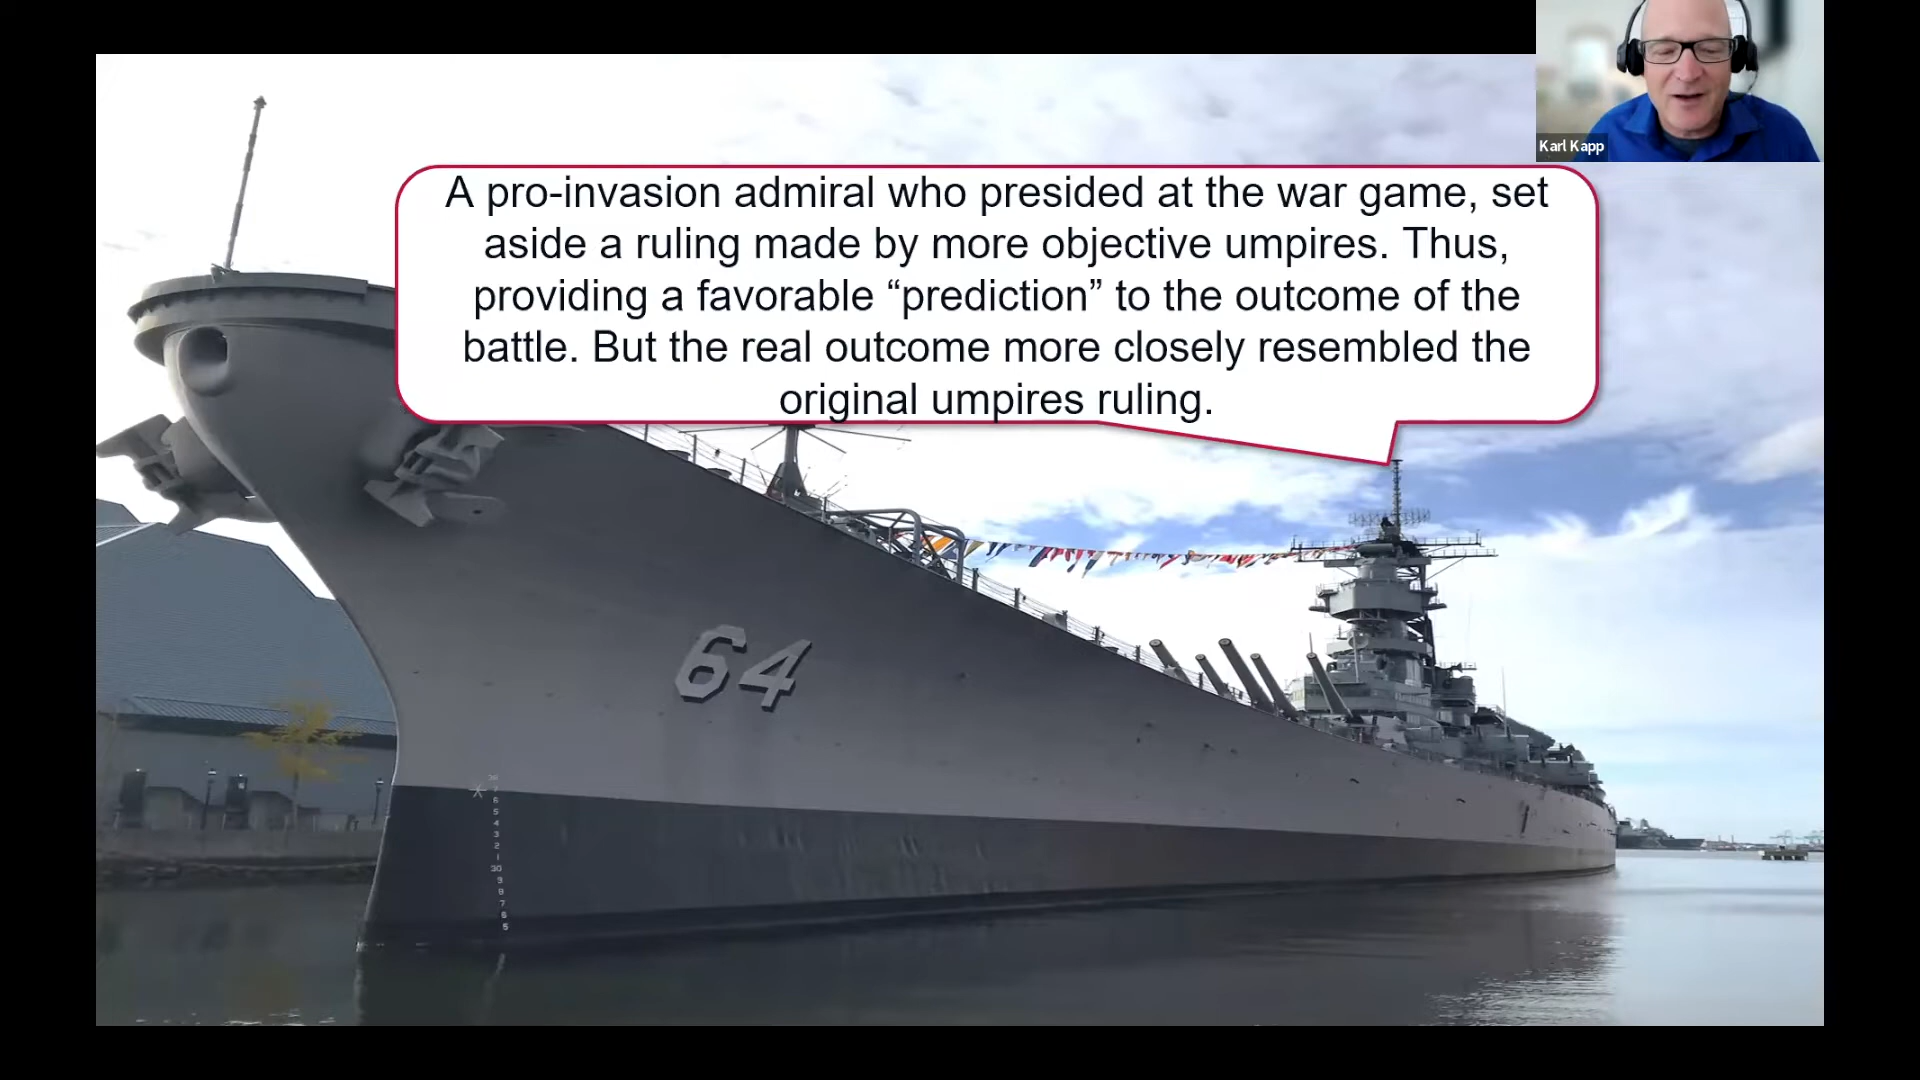 Karl Kapp
A pro-invasion admiral who presided at the war game, set
aside a ruling made by more objective umpires. Thus,
providing a favorable “prediction” to the outcome of the
battle. But the real outcome more closely resembled the
original umpires ruling.
64